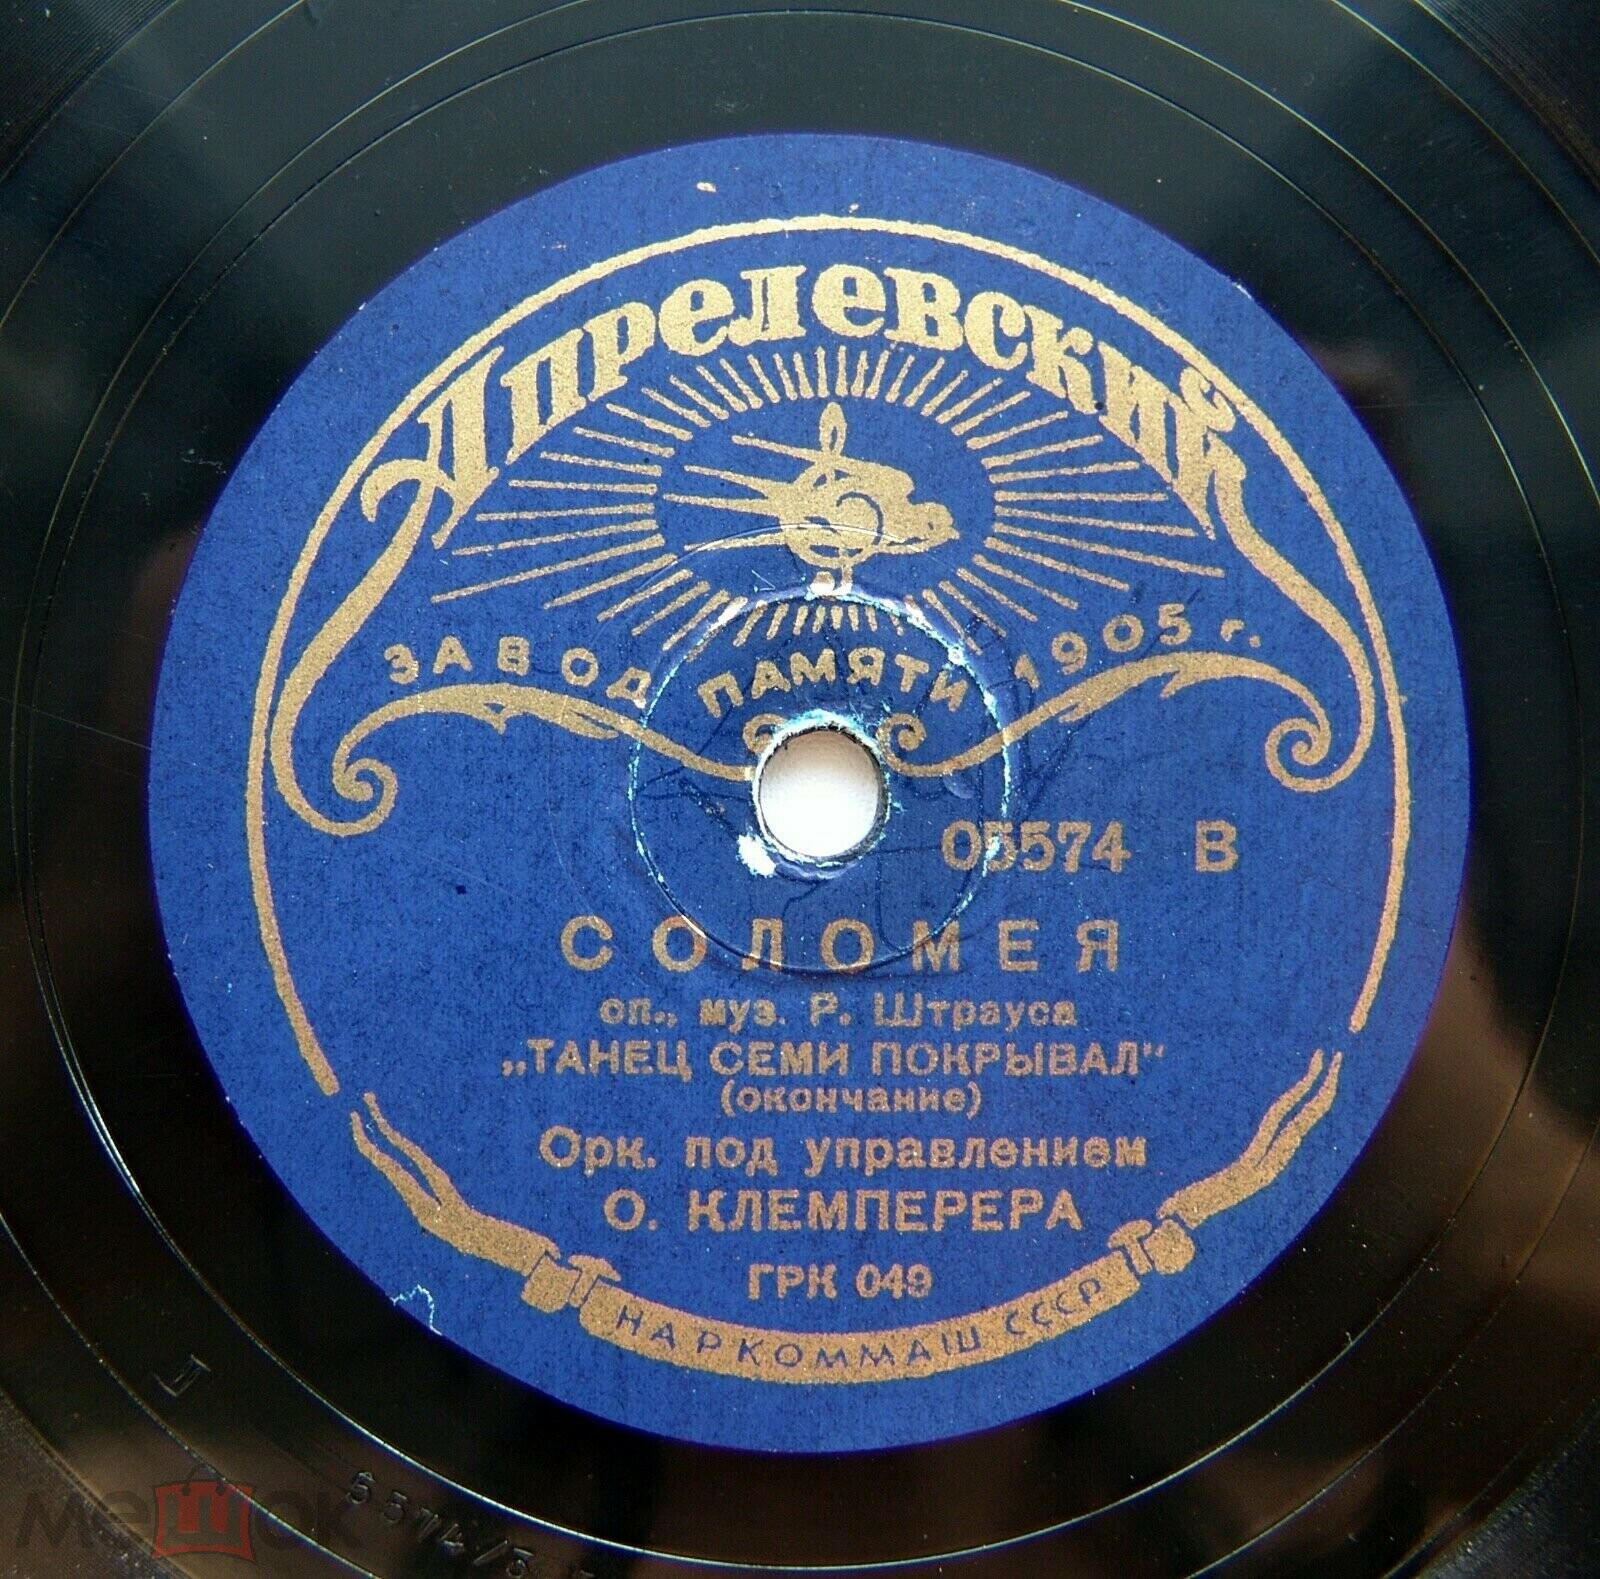 Апрелевский
ЗАВОД ПАМЯТИ 1905 г.
05574 В
СОЛОМЕЯ
оп., муз. Р. Штрауса
„ТАНЕЦ СЕМИ ПОКРЫВАЛ“
(окончание)
Орк. под управлением
О. КЛЕМПЕРЕРА
ГРК 049
НАРКОММАШ СССР
мешок